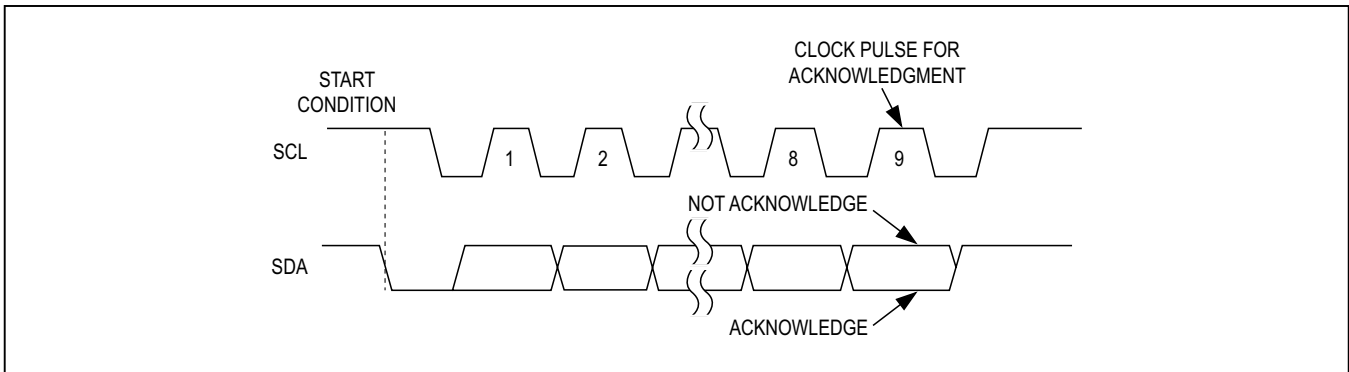 CLOCK PULSE FOR
ACKNOWLEDGMENT
START
CONDITION
SCL
1
2
8
9
NOT ACKNOWLEDGE
SDA
ACKNOWLEDGE